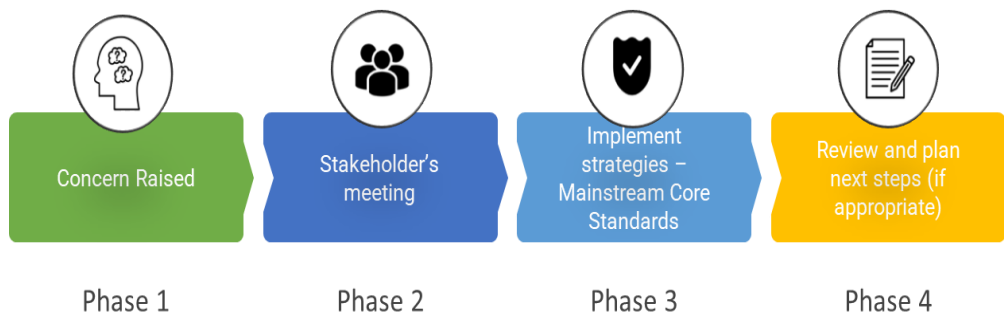 Concern Raised
Stakeholder's
meeting
Implement
strategies –
Mainstream Core
Standards
Review and plan
next steps (if
appropriate)
Phase 1
Phase 2
Phase 3
Phase 4